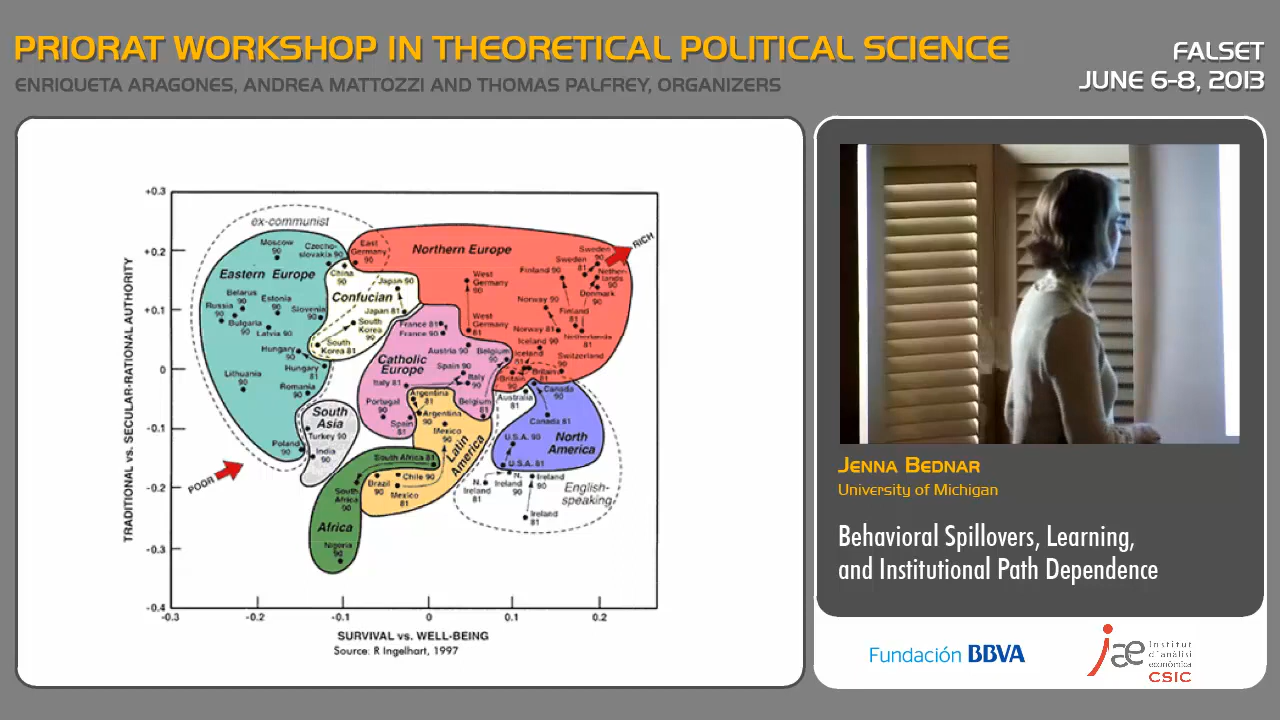 PRIORAT WORKSHOP IN THEORETICAL POLITICAL SCIENCE
ENRIQUETA ARAGONES, ANDREA MATTOZZI AND THOMAS PALFREY, ORGANIZERS
FALSET
JUNE 6-8, 2013
TRADITIONAL vs. SECULAR-RATIONAL AUTHORITY
+0.3
+0.2
+0.1
0
-0.1
-0.2
-0.3
-0.4
ex-communist
Moscow
90
Czecho-
slovakia 90
East
Germany
90
Northern Europe
RICH
Eastern Europe
China
90
Japan 90
Confucian
Japan 81
Belarus
90
Estonia
90
Russia
90
Slovenia
90
Bulgaria
90
Latvia 90
South
Korea
90
South
Korea 81
Hungary
90
Hungary
81
Lithuania
90
Romania
90
Poland
90
POOR
West
Germany
90
West
Germany
81
Finland 90
Sweden
90
Sweden
81
Nether-
lands
90
Denmark
90
Norway 90
Finland
81
Norway 81
Netherlands
81
Iceland 90
Iceland
81
Switzerland
90
Britain
90
Britain
81
France 81
France 90
Austria 90
Belgium
90
Catholic
Europe
Spain 90
Italy
90
Italy 81
Portugal
90
Spain
81
Belgium
81
Argentina
81
Argentina
90
Mexico
90
Latin
America
South
Asia
Turkey 90
India
90
South Africa 81
South
Africa
90
Brazil
90
Chile 90
Mexico
81
Africa
Nigeria
90
Australia
81
Canada
90
Canada 81
North
America
U.S.A. 90
U.S.A. 81
N.
Ireland
81
N.
Ireland
90
Ireland
90
Ireland
81
English-
speaking
-0.3
-0.2
-0.1
0
0.1
0.2
SURVIVAL vs. WELL-BEING
Source: R Ingelhart, 1997
JENNA BEDNAR
University of Michigan
Behavioral Spillovers, Learning,
and Institutional Path Dependence
Fundación BBVA
iae
Institut
d'anàlisi
econòmica
CSIC